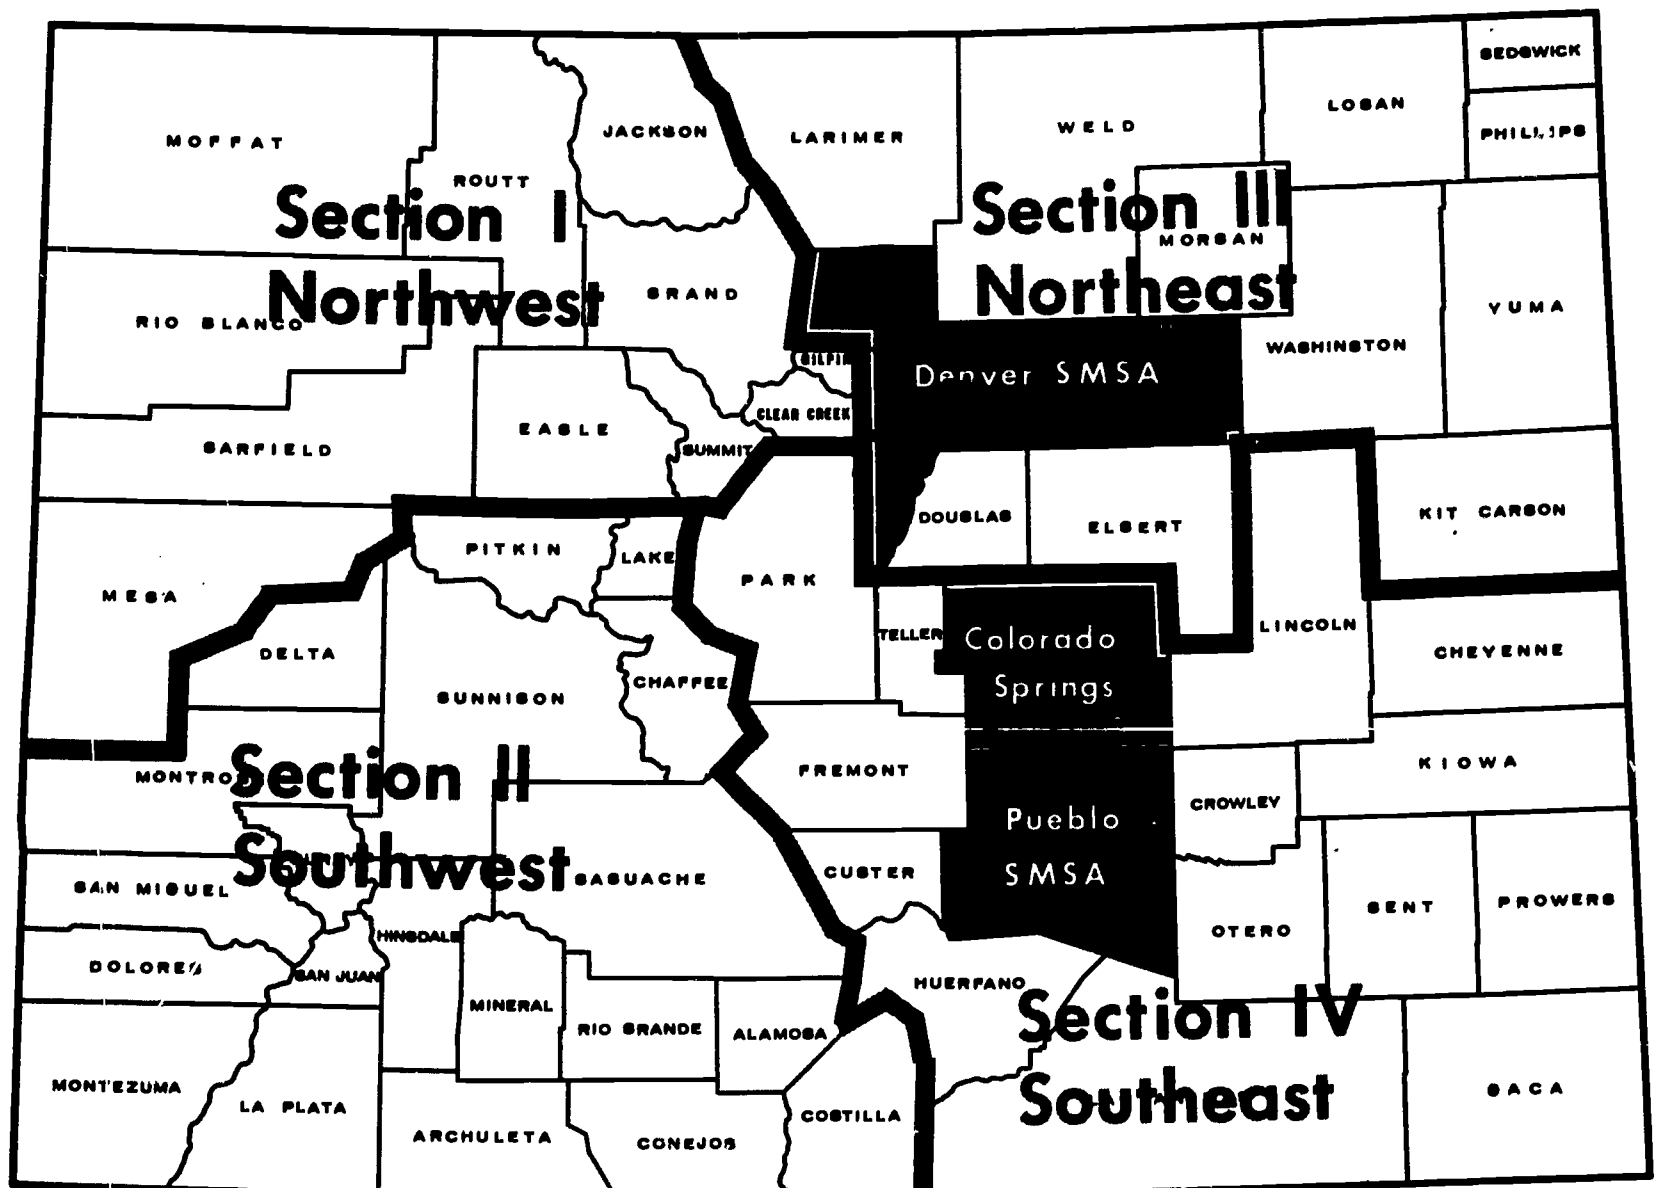 SEDGWICK
LOGAN
PHILLIPS
WELD
JACKSON
LARIMER
MOFFAT
ROUTT
Section I
Northwest
Section III
Northeast
MORGAN
GRAND
RIO BLANCO
YUMA
WASHINGTON
GILPIN
Denver SMSA
CLEAR CREEK
EAGLE
SUMMIT
GARFIELD
DOUGLAS
ELBERT
KIT CARSON
PITKIN
LAKE
PARK
MESA
DELTA
TELLER
Colorado
Springs
LINCOLN
CHEYENNE
CHAFFEE
GUNNISON
FREMONT
KIOWA
MONTRO
Section II
Southwest
CROWLEY
Pueblo
SMSA
CUSTER
SAGUACHE
SAN MIGUEL
BENT
PROWERS
OTERO
HINSDALE
DOLORES
SAN JUAN
HUERFANO
MINERAL
RIO GRANDE
ALAMOSA
Section IV
Southeast
MONTEZUMA
LA PLATA
ARCHULETA
CONEJOS
COSTILLA
BACA